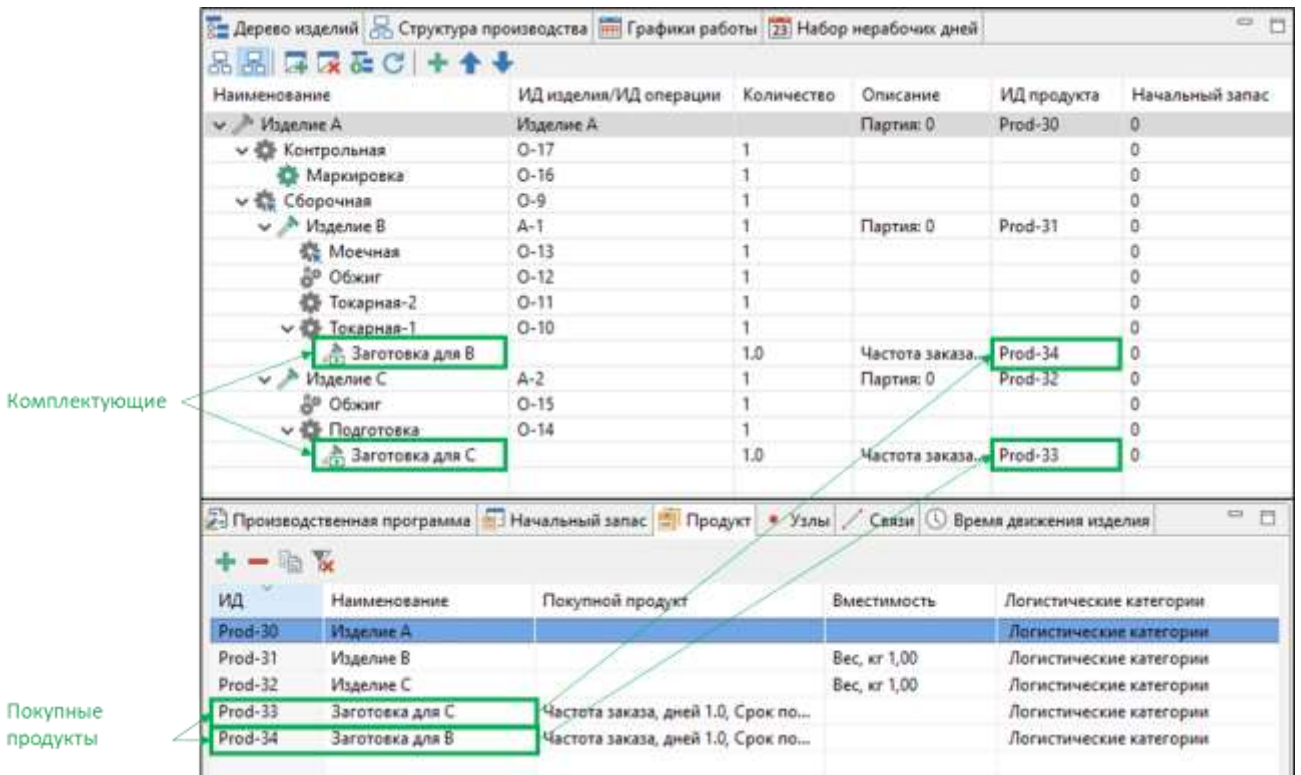 Дерево изделий Структура производства Графики работы 23 Набор нерабочих дней
Наименование ИД изделия/ИД операции Количество Описание ИД продукта Начальный запас
Изделие A Изделие A Партия: 0 Prod-30 0
Контрольная O-17 1 0
Маркировка O-16 1 0
Сборочная O-9 1 0
Изделие B A-1 1 Партия: 0 Prod-31 0
Моечная O-13 1 0
Обжиг O-12 1 0
Токарная-2 O-11 1 0
Токарная-1 O-10 1 0
Заготовка для B 1.0 Частота заказа... Prod-34 0
Изделие C A-2 1 Партия: 0 Prod-32 0
Комплектующие
Обжиг O-15 1 0
Подготовка O-14 1 0
Заготовка для C 1.0 Частота заказа... Prod-33 0
Производственная программа Начальный запас Продукт Узлы Связи Время движения изделия
ИД Наименование Покупной продукт Вместимость Логистические категории
Prod-30 Изделие A Логистические категории
Prod-31 Изделие B Вес, кг 1,00 Логистические категории
Prod-32 Изделие C Вес, кг 1,00 Логистические категории
Покупные продукты
Prod-33 Заготовка для C Частота заказа, дней 1.0, Срок по... Логистические категории
Prod-34 Заготовка для B Частота заказа, дней 1.0, Срок по... Логистические категории